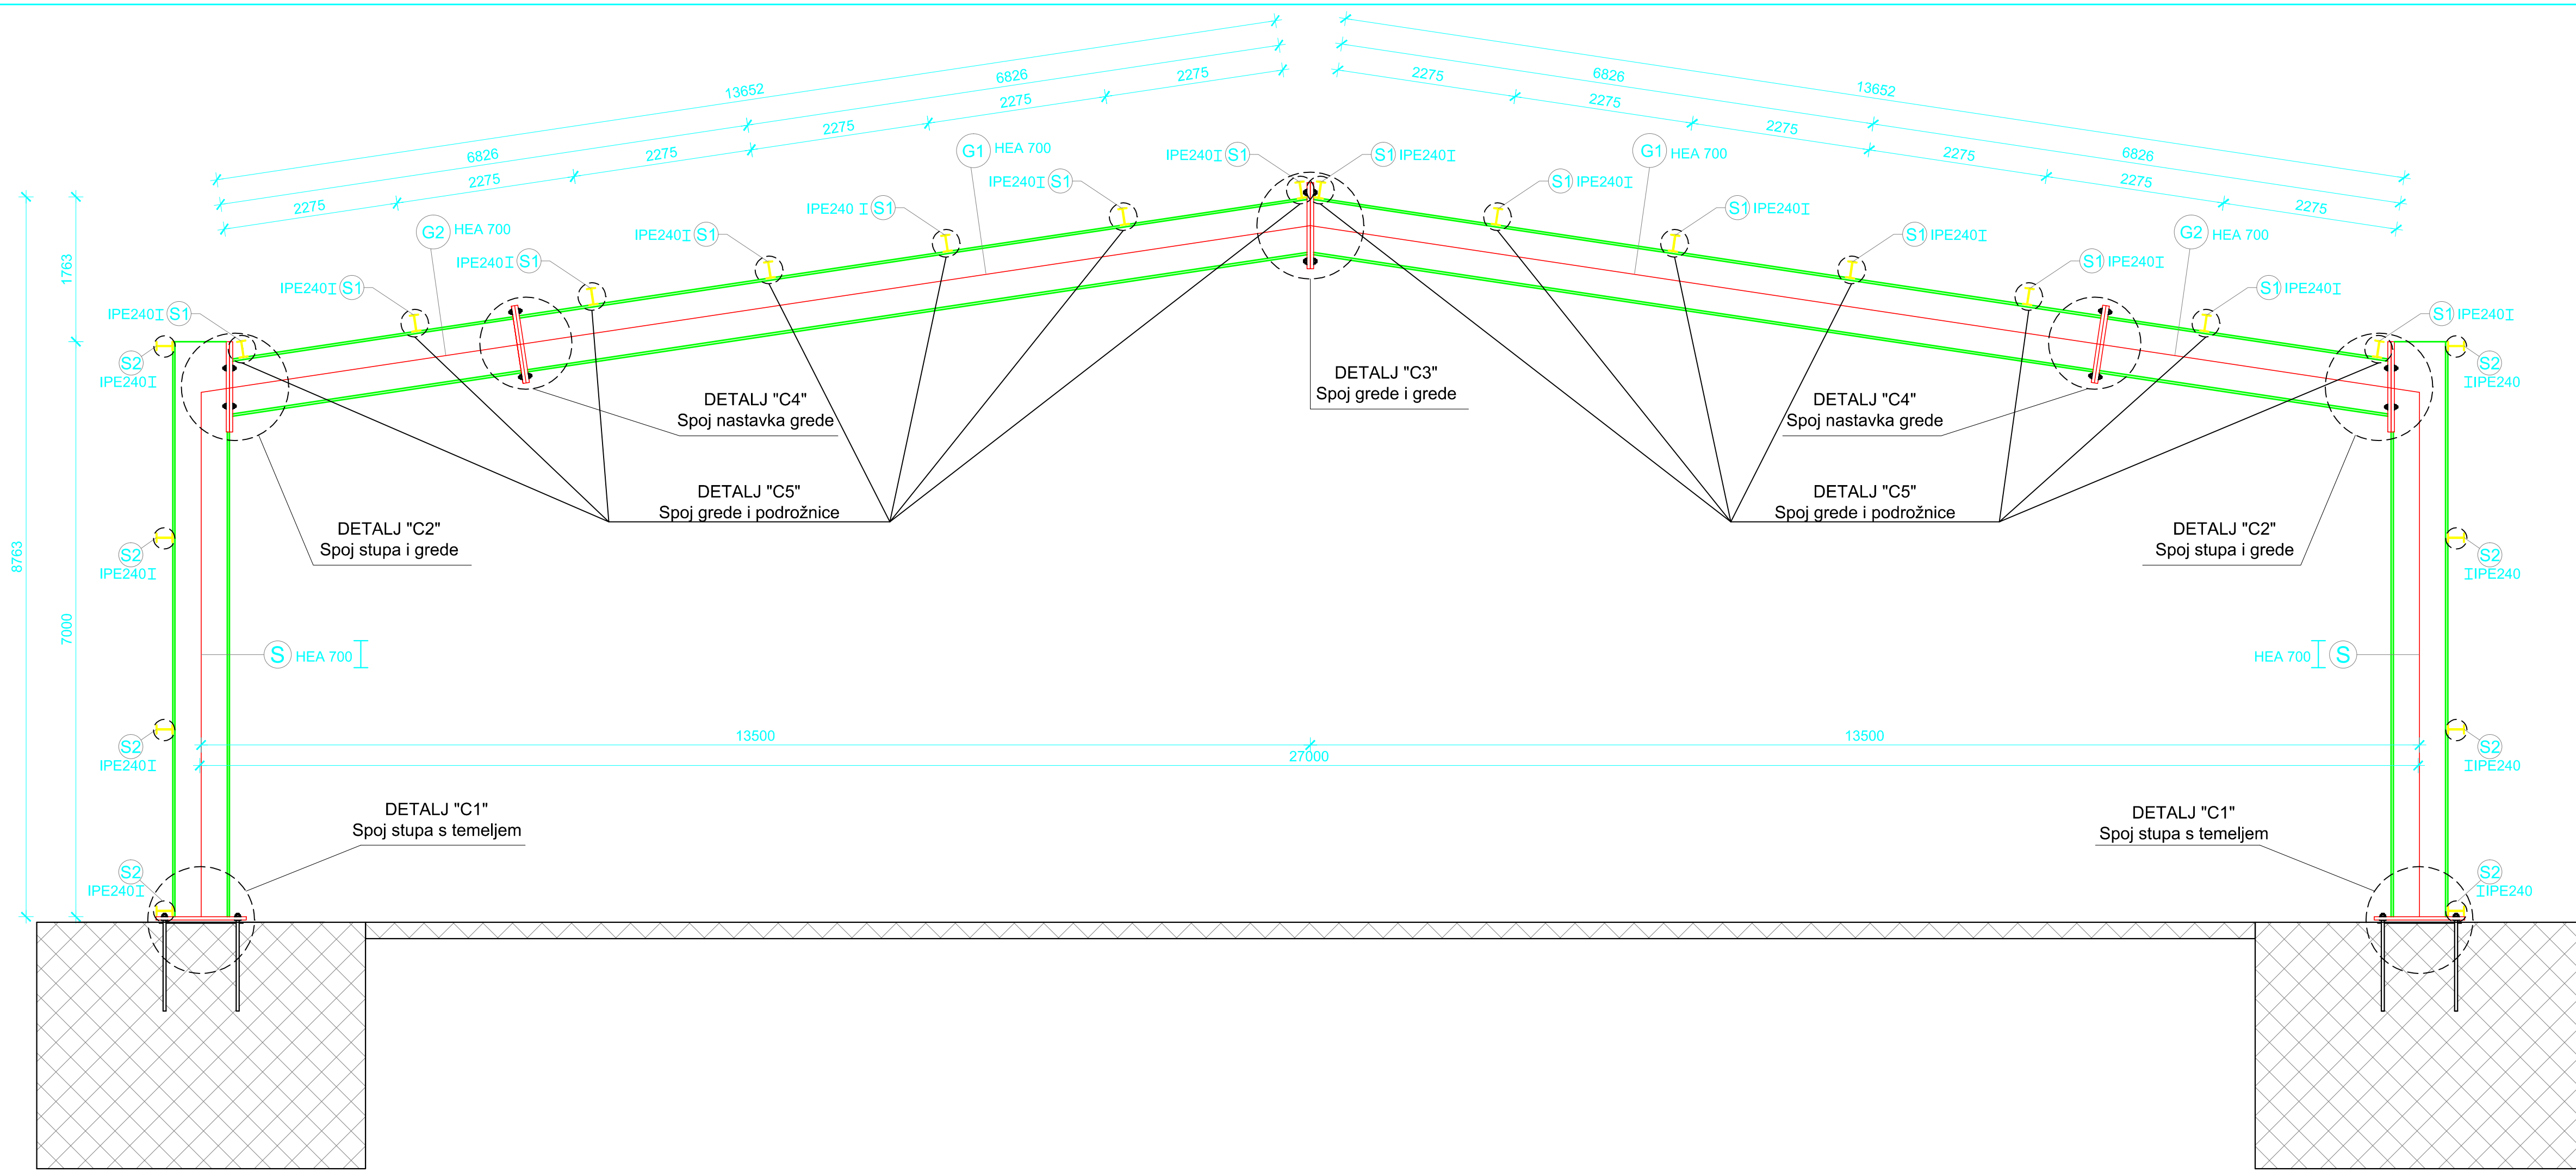 13652
6826
6826
2275
2275
2275
2275
2275
2275
13652
6826
6826
2275
2275
2275
2275
2275
2275
1763
7000
8763
G2 HEA 700
G1 HEA 700
G1 HEA 700
G2 HEA 700
IPE240 S1
IPE240 S1
IPE240 S1
IPE240 S1
IPE240 S1
IPE240 S1
IPE240 S1
S1 IPE240
S1 IPE240
S1 IPE240
S1 IPE240
S1 IPE240
S1 IPE240
S1 IPE240
S2
IPE240
S2
IPE240
DETALJ "C4"
Spoj nastavka grede
DETALJ "C3"
Spoj grede i grede
DETALJ "C4"
Spoj nastavka grede
DETALJ "C5"
Spoj grede i podrožnice
DETALJ "C5"
Spoj grede i podrožnice
DETALJ "C2"
Spoj stupa i grede
DETALJ "C2"
Spoj stupa i grede
S2
IPE240
S2
IPE240
S HEA 700
HEA 700 S
S2
IPE240
S2
IPE240
13500
13500
27000
DETALJ "C1"
Spoj stupa s temeljem
DETALJ "C1"
Spoj stupa s temeljem
S2
IPE240
S2
IPE240